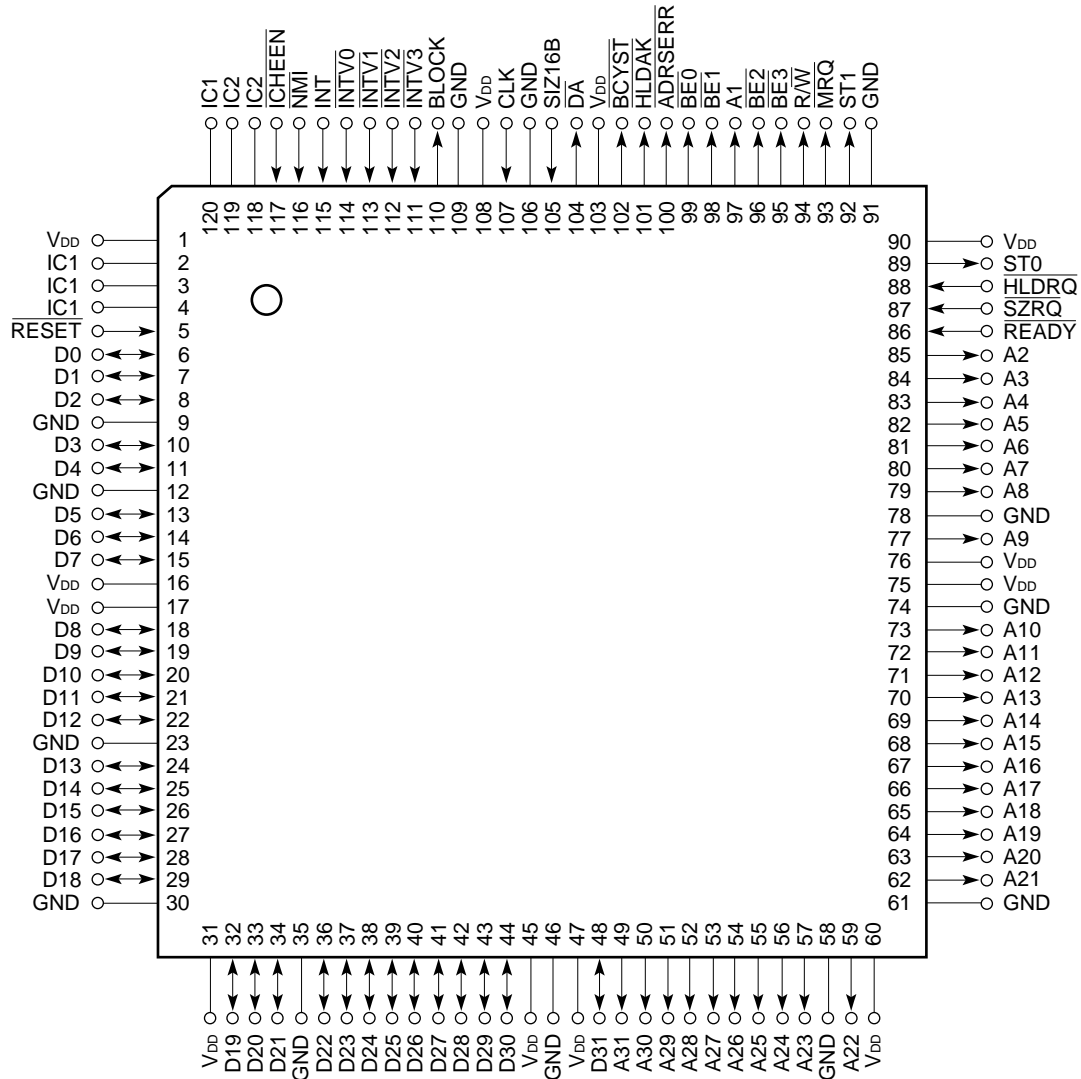 IC1
IC2
IC2
ICHEEN
NMI
INT
INTV0
INTV1
INTV2
INTV3
BLOCK
GND
VDD
CLK
GND
SIZ16B
DA
VDD
BCYST
HLDAK
ADRSERR
BE0
BE1
A1
BE2
BE3
R/W
MRQ
ST1
GND
120
119
118
117
116
115
114
113
112
111
110
109
108
107
106
105
104
103
102
101
100
99
98
97
96
95
94
93
92
91
VDD 1
IC1 2
IC1 3
IC1 4
RESET 5
D0 6
D1 7
D2 8
GND 9
D3 10
D4 11
GND 12
D5 13
D6 14
D7 15
VDD 16
VDD 17
D8 18
D9 19
D10 20
D11 21
D12 22
GND 23
D13 24
D14 25
D15 26
D16 27
D17 28
D18 29
GND 30
90 VDD
89 ST0
88 HLDRQ
87 SZRQ
86 READY
85 A2
84 A3
83 A4
82 A5
81 A6
80 A7
79 A8
78 GND
77 A9
76 VDD
75 VDD
74 GND
73 A10
72 A11
71 A12
70 A13
69 A14
68 A15
67 A16
66 A17
65 A18
64 A19
63 A20
62 A21
61 GND
31
32
33
34
35
36
37
38
39
40
41
42
43
44
45
46
47
48
49
50
51
52
53
54
55
56
57
58
59
60
VDD
D19
D20
D21
GND
D22
D23
D24
D25
D26
D27
D28
D29
D30
VDD
GND
VDD
D31
A31
A30
A29
A28
A27
A26
A25
A24
A23
GND
A22
VDD